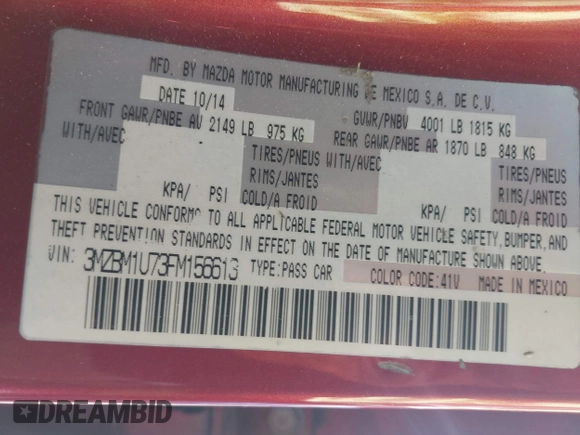 MFD. BY MAZDA MOTOR MANUFACTURING DE MEXICO S.A. DE C.V.
DATE 10/14 GVWR/PNBV 4001 LB 1815 KG
FRONT GAWR/PNBE AV 2149 LB 975 KG REAR GAWR/PNBE AR 1870 LB 848 KG
WITH/AVEC TIRES/PNEUS WITH/AVEC TIRES/PNEUS
RIMS/JANTES RIMS/JANTES
KPA/ PSI COLD/A FROID KPA/ PSI COLD/A FROID
THIS VEHICLE CONFORMS TO ALL APPLICABLE FEDERAL MOTOR VEHICLE SAFETY, BUMPER, AND
THEFT PREVENTION STANDARDS IN EFFECT ON THE DATE OF MANUFACTURE SHOWN ABOVE.
VIN: 3MZBM1U73FM156613 TYPE:PASS CAR COLOR CODE:41V MADE IN MEXICO
DREAMBID